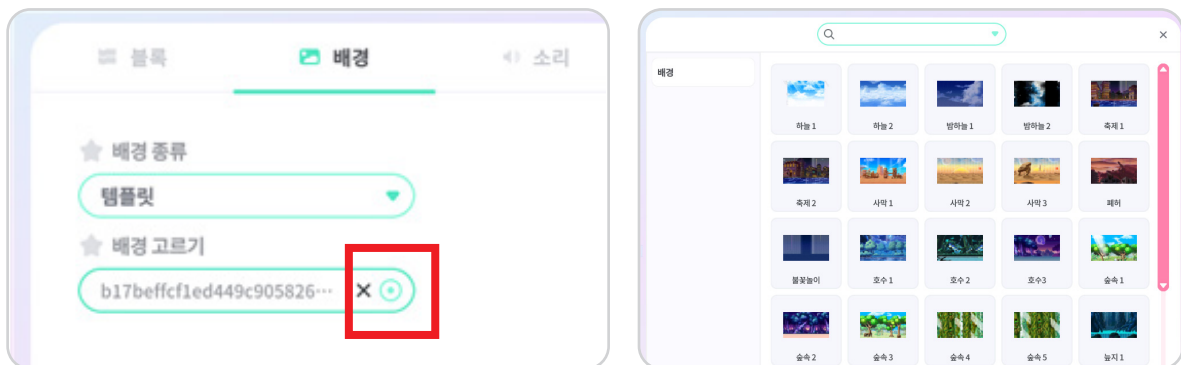 블록
배경
소리
배경 종류
템플릿
배경 고르기
b17beffcf1ed449c905826…
배경
하늘 1
하늘 2
밤하늘 1
밤하늘 2
축제 1
축제 2
사막 1
사막 2
사막 3
폐허
불꽃놀이
호수 1
호수 2
호수3
숲속 1
숲속 2
숲속 3
숲속 4
숲속 5
늪지 1